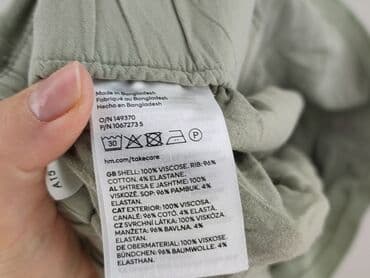 Made in Bangladesh
Fabriqué au Bangladesh
Hecho en Bangladesh
O/N 149370
P/N 1067273 S
30
P
hm.com/takecare
GB SHELL: 100% VISCOSE. RIB: 96%
COTTON, 4% ELASTANE.
AL SHTRESE E JASHTME: 100%
VISKOZË. SOP: 96% PAMBUK, 4%
ELASTAN.
CAT EXTERIOR: 100% VISCOSA.
CANALÉ: 96% COTÓ, 4% ELASTÀ.
CZ SVRCHNÍ LÁTKA: 100% VISKÓZA.
MANŽETA: 96% BAVLNA, 4%
ELASTAN.
DE OBERMATERIAL: 100% VISKOSE.
BÜNDCHEN: 96% BAUMWOLLE, 4%
ELASTHAN.